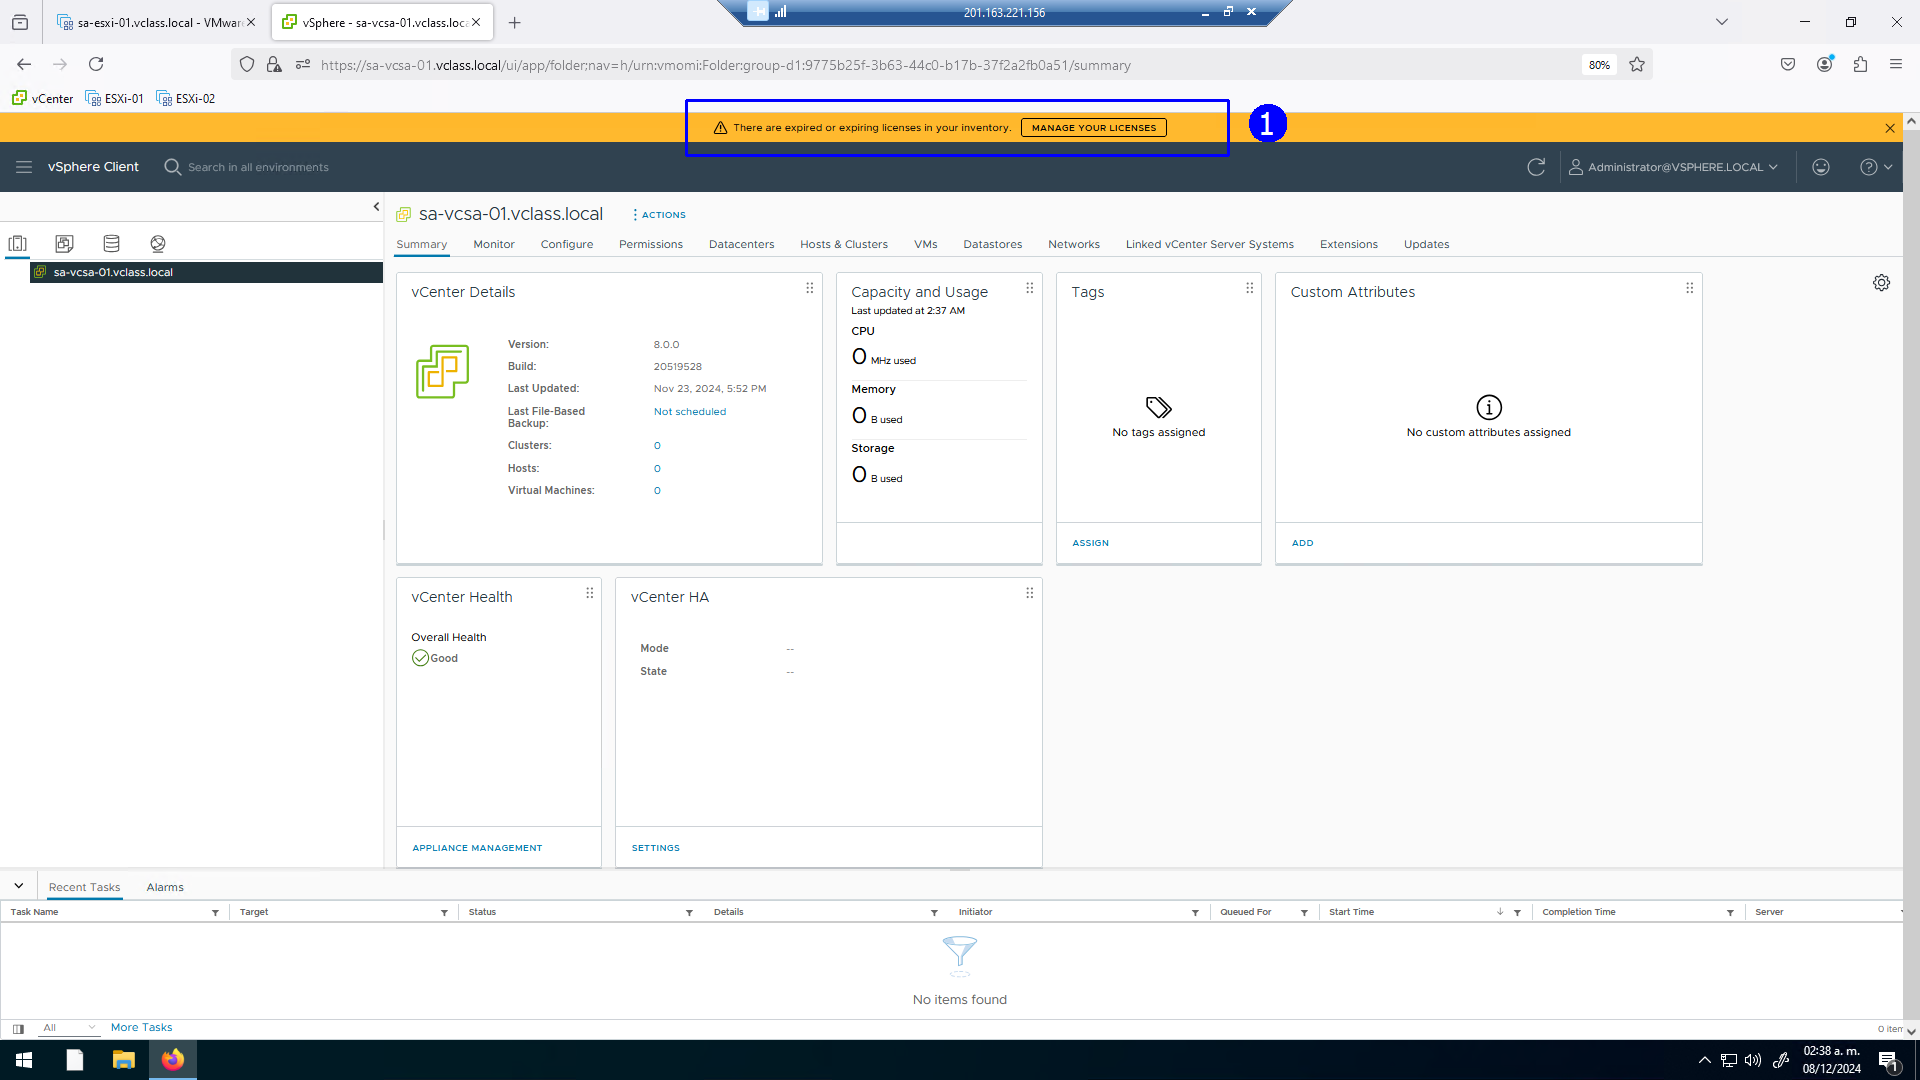 201.163.221.156
sa-esxi-01.vclass.local - VMwar
vSphere - sa-vcsa-01.vclass.loca
https://sa-vcsa-01.vclass.local/ui/app/folder;nav=h/urn:vmomi:Folder:group-d1:9775b25f-3b63-44c0-b17b-37f2a2fb0a51/summary
80%
vCenter
ESXi-01
ESXi-02
There are expired or expiring licenses in your inventory.
MANAGE YOUR LICENSES
1
vSphere Client
Search in all environments
Administrator@VSPHERE.LOCAL
sa-vcsa-01.vclass.local
sa-vcsa-01.vclass.local
ACTIONS
Summary
Monitor
Configure
Permissions
Datacenters
Hosts & Clusters
VMs
Datastores
Networks
Linked vCenter Server Systems
Extensions
Updates
vCenter Details
Version: 8.0.0
Build: 20519528
Last Updated: Nov 23, 2024, 5:52 PM
Last File-Based
Backup:
Not scheduled
Clusters: 0
Hosts: 0
Virtual Machines: 0
Capacity and Usage
Last updated at 2:37 AM
CPU
0 MHz used
Memory
0 B used
Storage
0 B used
Tags
No tags assigned
ASSIGN
Custom Attributes
No custom attributes assigned
ADD
vCenter Health
Overall Health
Good
APPLIANCE MANAGEMENT
vCenter HA
Mode --
State --
SETTINGS
Recent Tasks
Alarms
Task Name
Target
Status
Details
Initiator
Queued For
Start Time
Completion Time
Server
No items found
All
More Tasks
0 item
02:38 a. m.
08/12/2024
1